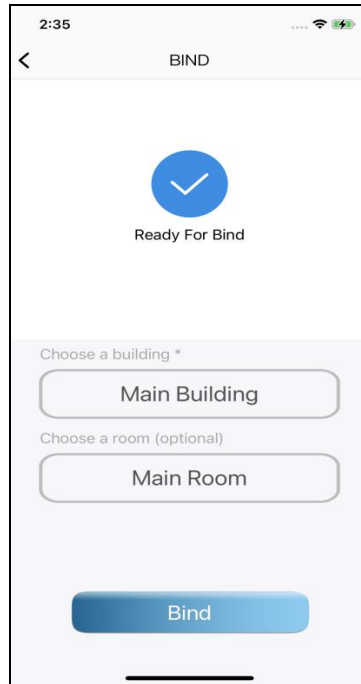 2:35
BIND
Ready For Bind
Choose a building *
Main Building
Choose a room (optional)
Main Room
Bind